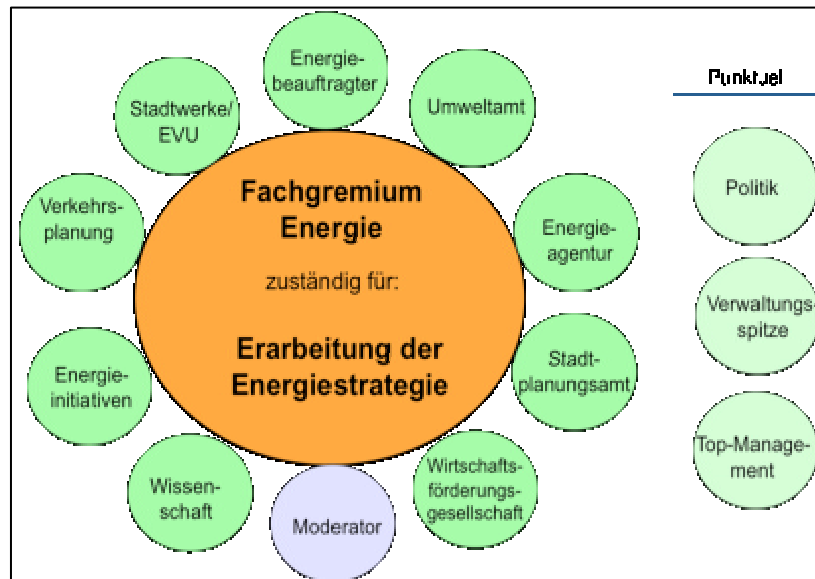 Energie-
beauftragter
Stadtwerke/
EVU
Umweltamt
Verkehrs-
planung
Energie-
agentur
Fachgremium
Energie
zuständig für:
Erarbeitung der
Energiestrategie
Energie-
initiativen
Stadt-
planungsamt
Wissen-
schaft
Moderator
Wirtschafts-
förderungs-
gesellschaft
Punktuel
Politik
Verwaltungs-
spitze
Top-Manage-
ment